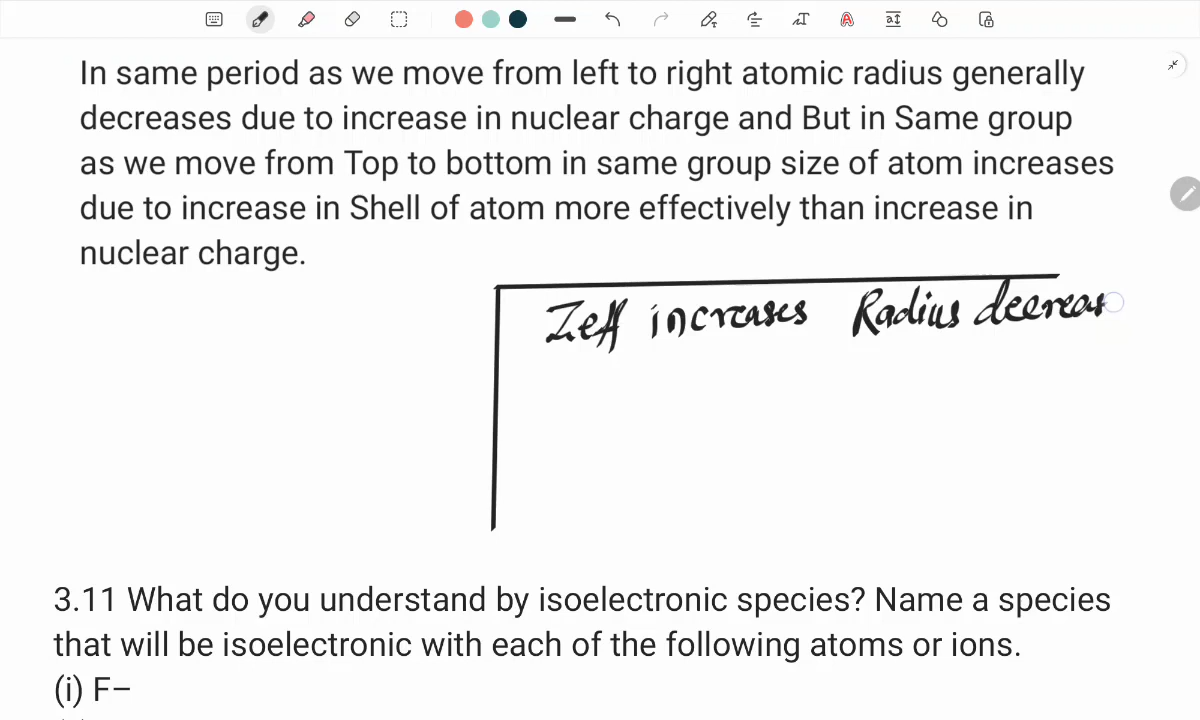 In same period as we move from left to right atomic radius generally
decreases due to increase in nuclear charge and But in Same group
as we move from Top to bottom in same group size of atom increases
due to increase in Shell of atom more effectively than increase in
nuclear charge.
Zeff increases Radius decreas
3.11 What do you understand by isoelectronic species? Name a species
that will be isoelectronic with each of the following atoms or ions.
(i) F–